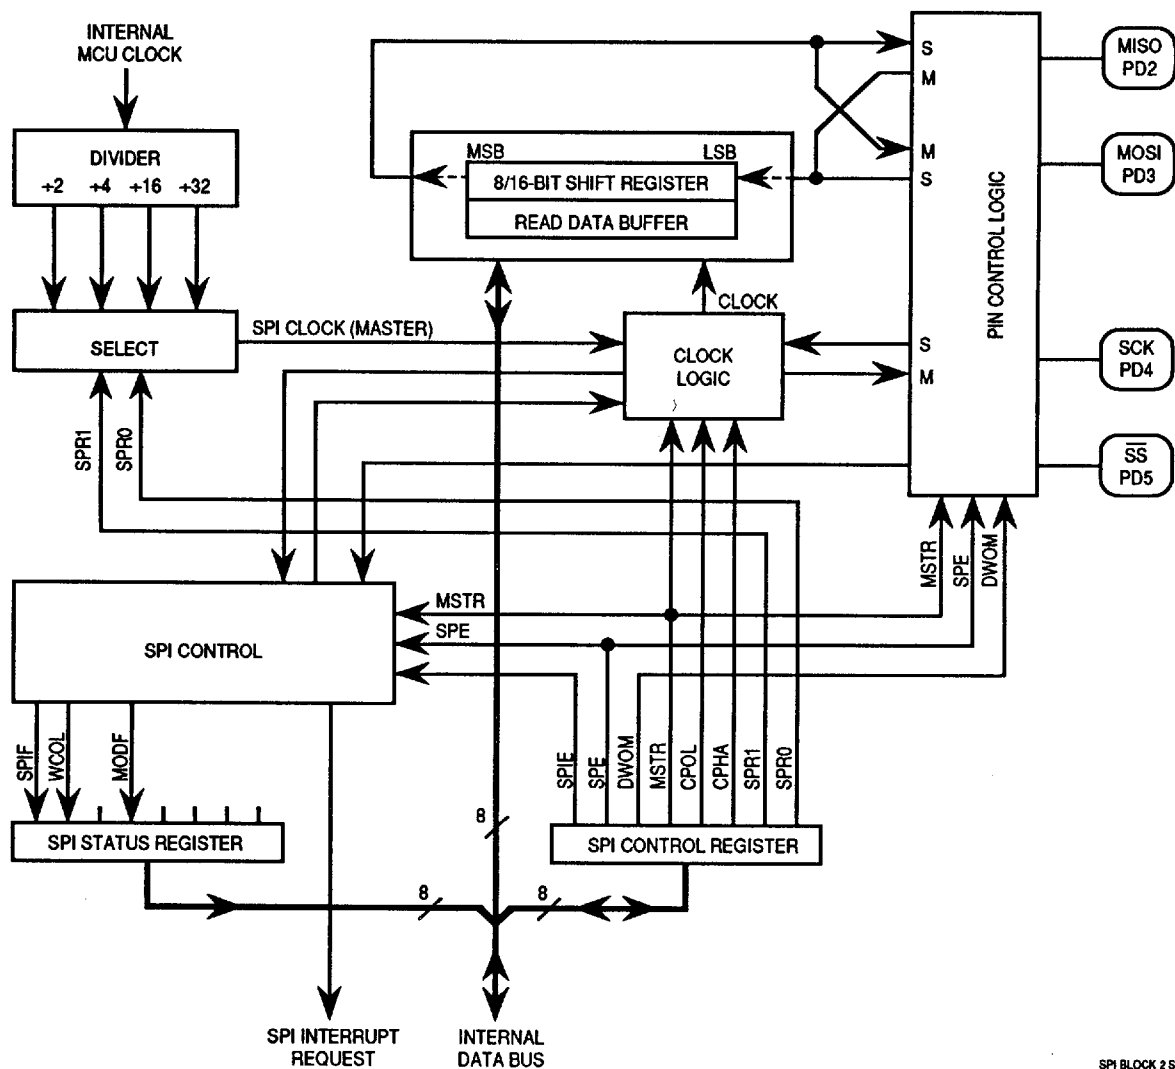 INTERNAL
MCU CLOCK
DIVIDER
÷2 ÷4 ÷16 ÷32
SELECT
SPR1
SPR0
SPI CLOCK (MASTER)
MSB
LSB
8/16-BIT SHIFT REGISTER
READ DATA BUFFER
CLOCK
CLOCK
LOGIC
S
M
M
S
S
M
PIN CONTROL LOGIC
MISO
PD2
MOSI
PD3
SCK
PD4
SS
PD5
MSTR
SPE
DWOM
MSTR
SPE
SPI CONTROL
SPIF
WCOL
MODF
SPI STATUS REGISTER
SPIE
SPE
DWOM
MSTR
CPOL
CPHA
SPR1
SPR0
SPI CONTROL REGISTER
8
8
8
SPI INTERRUPT
REQUEST
INTERNAL
DATA BUS
SPI BLOCK 2 S